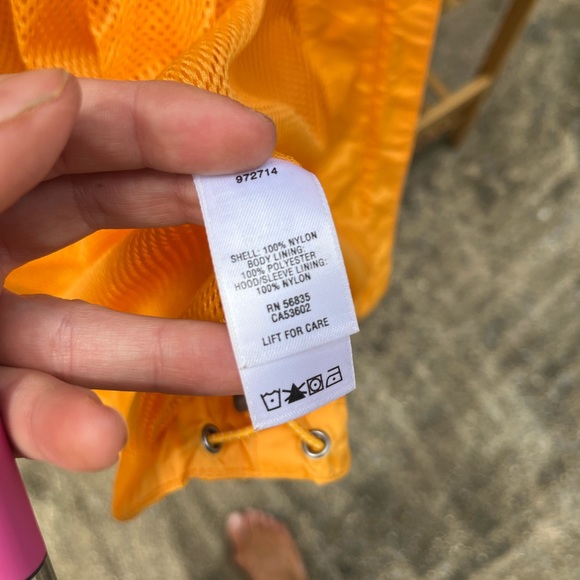 972714
SHELL: 100% NYLON
BODY LINING:
100% POLYESTER
HOOD/SLEEVE LINING:
100% NYLON
RN 56835
CA53602
LIFT FOR CARE